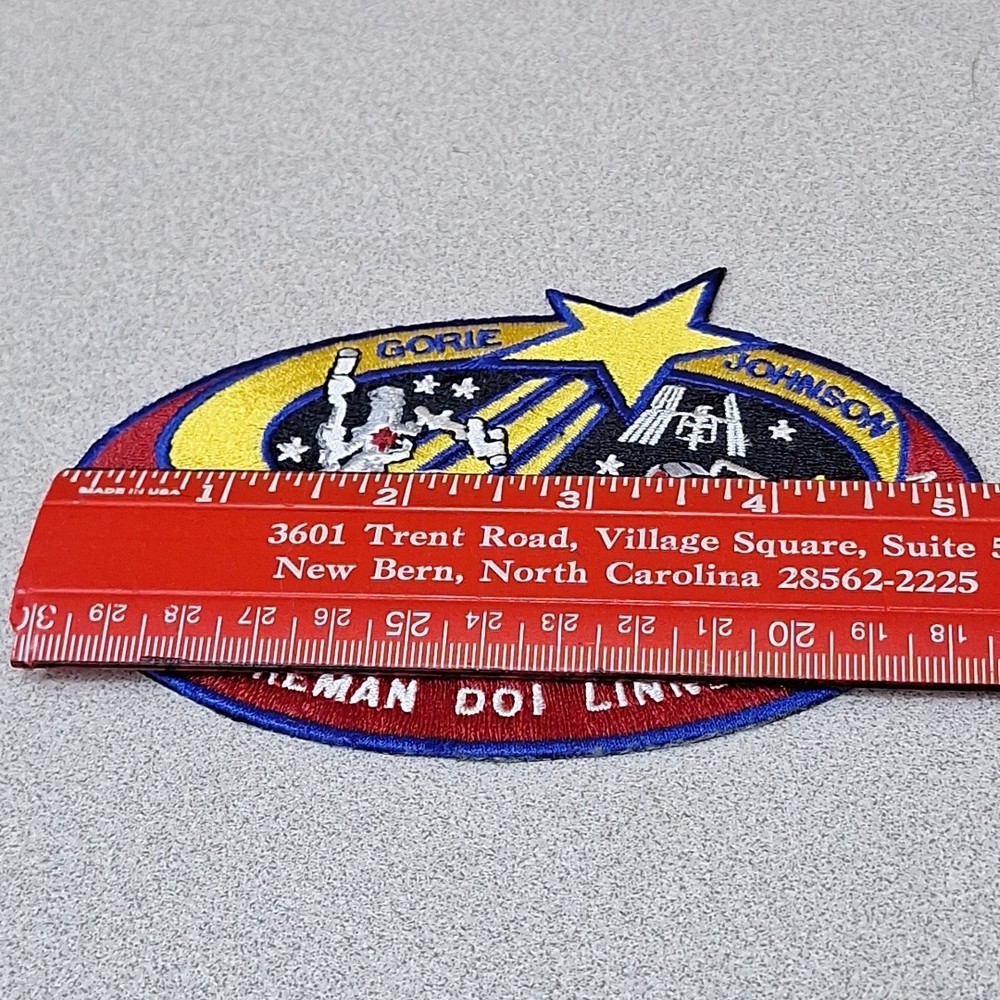 GORIE
JOHNSON
MADE IN USA 1 2 3 4 5
3601 Trent Road, Village Square, Suite
New Bern, North Carolina 28562-2225
29 28 27 26 25 24 23 22 21 20 19 18
DOI